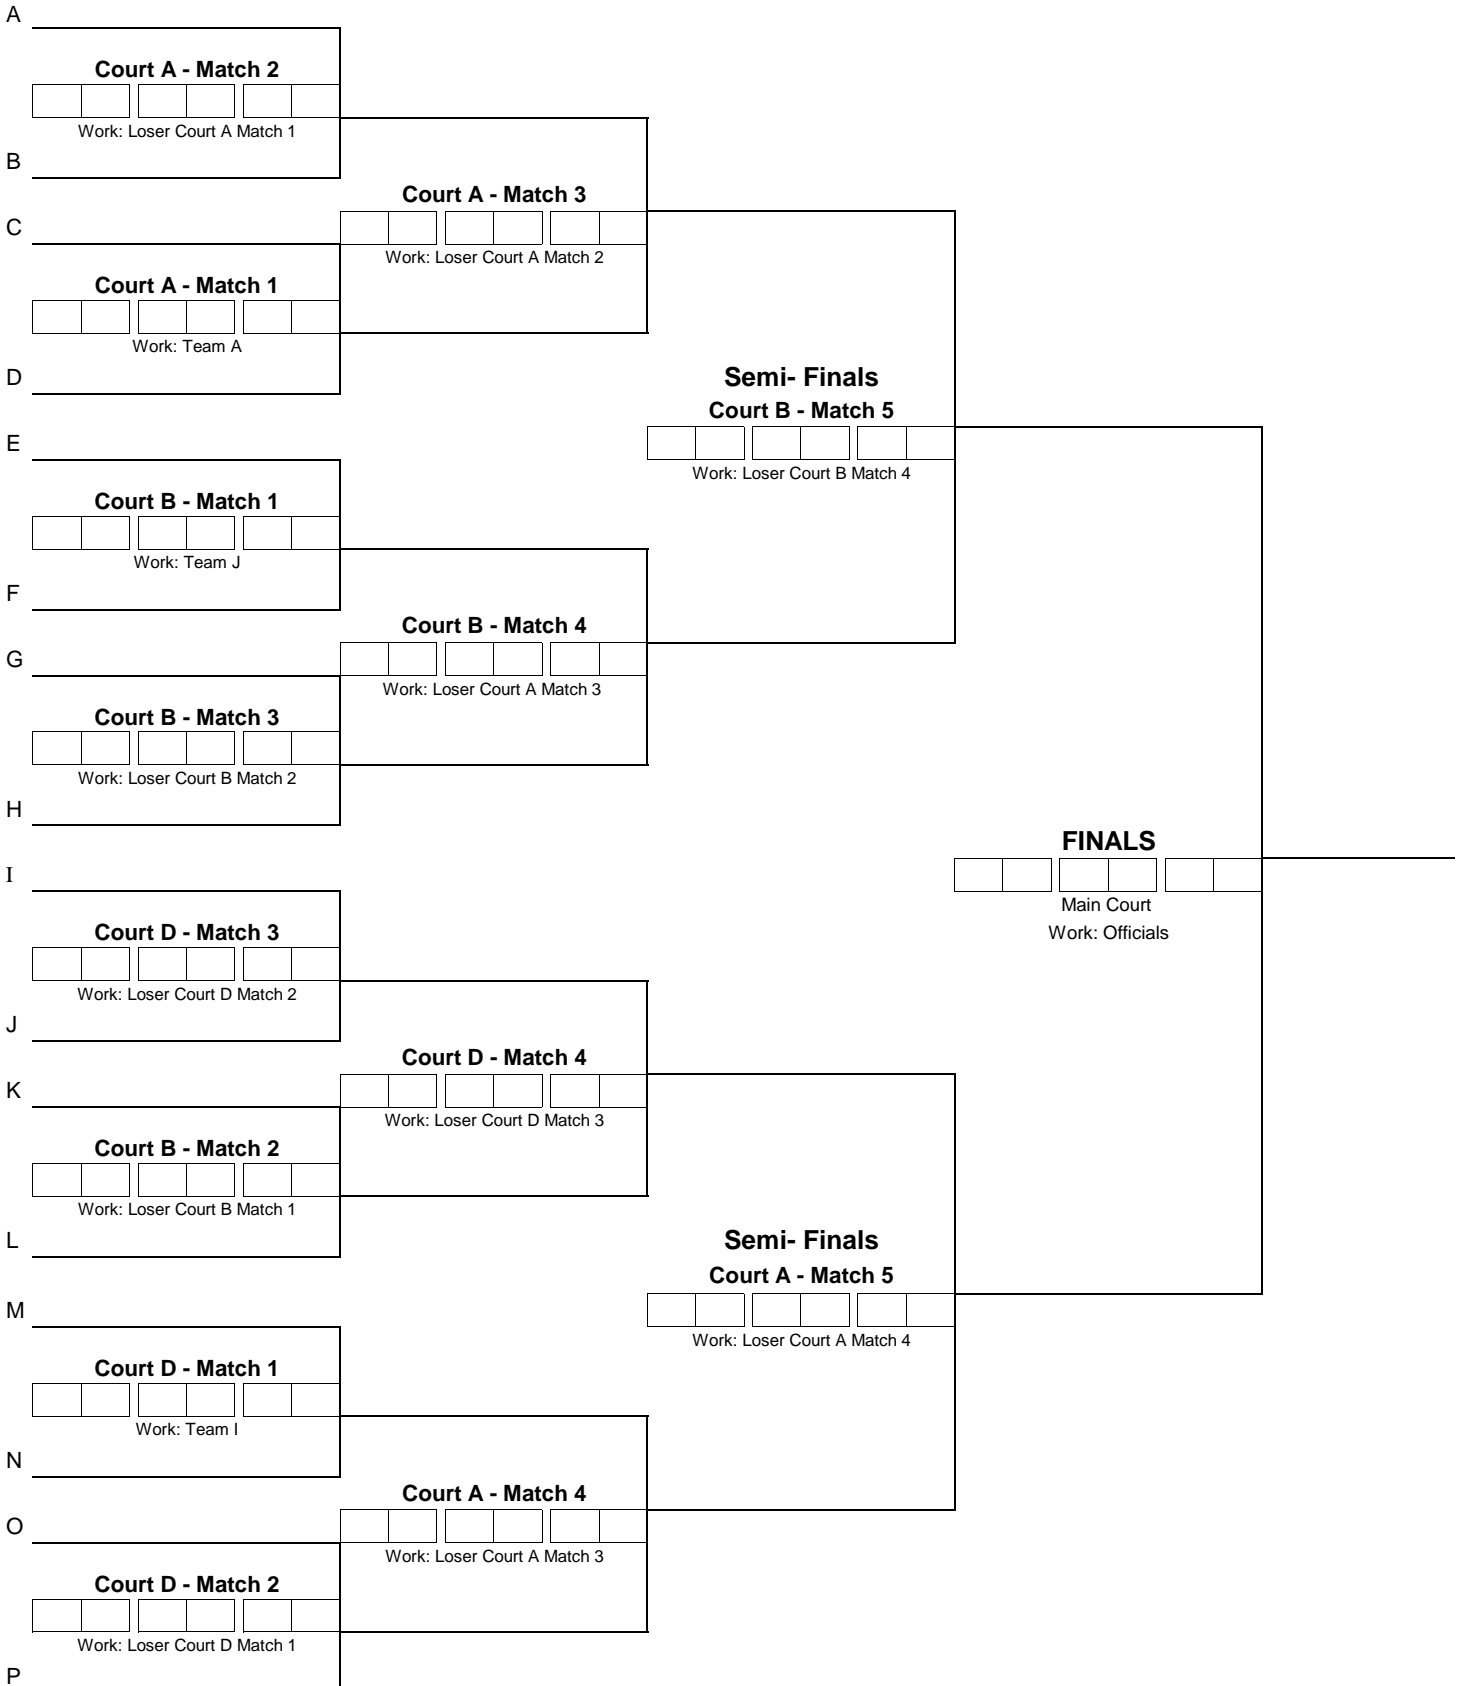 A
Court A - Match 2
Work: Loser Court A Match 1
B
Court A - Match 3
Work: Loser Court A Match 2
C
Court A - Match 1
Work: Team A
D
Semi- Finals
Court B - Match 5
Work: Loser Court B Match 4
E
Court B - Match 1
Work: Team J
F
Court B - Match 4
Work: Loser Court A Match 3
G
Court B - Match 3
Work: Loser Court B Match 2
H
FINALS
Main Court
Work: Officials
I
Court D - Match 3
Work: Loser Court D Match 2
J
Court D - Match 4
Work: Loser Court D Match 3
K
Court B - Match 2
Work: Loser Court B Match 1
L
Semi- Finals
Court A - Match 5
Work: Loser Court A Match 4
M
Court D - Match 1
Work: Team I
N
Court A - Match 4
Work: Loser Court A Match 3
O
Court D - Match 2
Work: Loser Court D Match 1
P